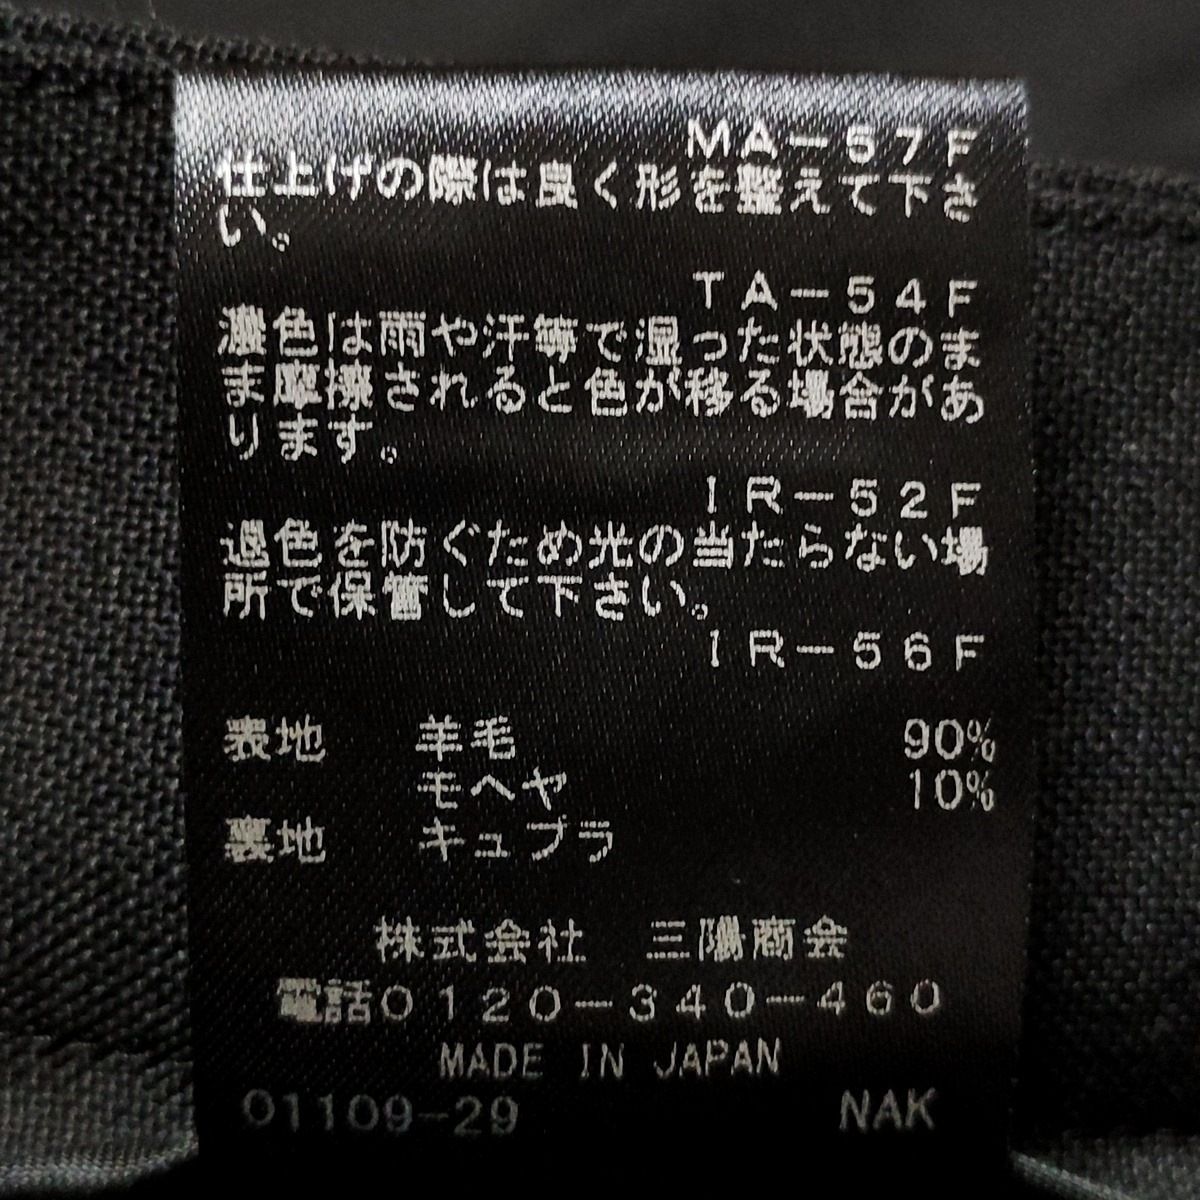 MA-57F
仕上げの際は良く形を整えて下さ
い。
TA-54F
濃色は雨や汗等で湿った状態のま
ま摩擦されると色が移る場合があ
ります。
IR-52F
退色を防ぐため光の当たらない場
所で保管して下さい。
IR-56F
表地 羊毛 90%
モヘヤ 10%
裏地 キュプラ
株式会社 三陽商会
電話0120-340-460
MADE IN JAPAN
01109-29 NAK